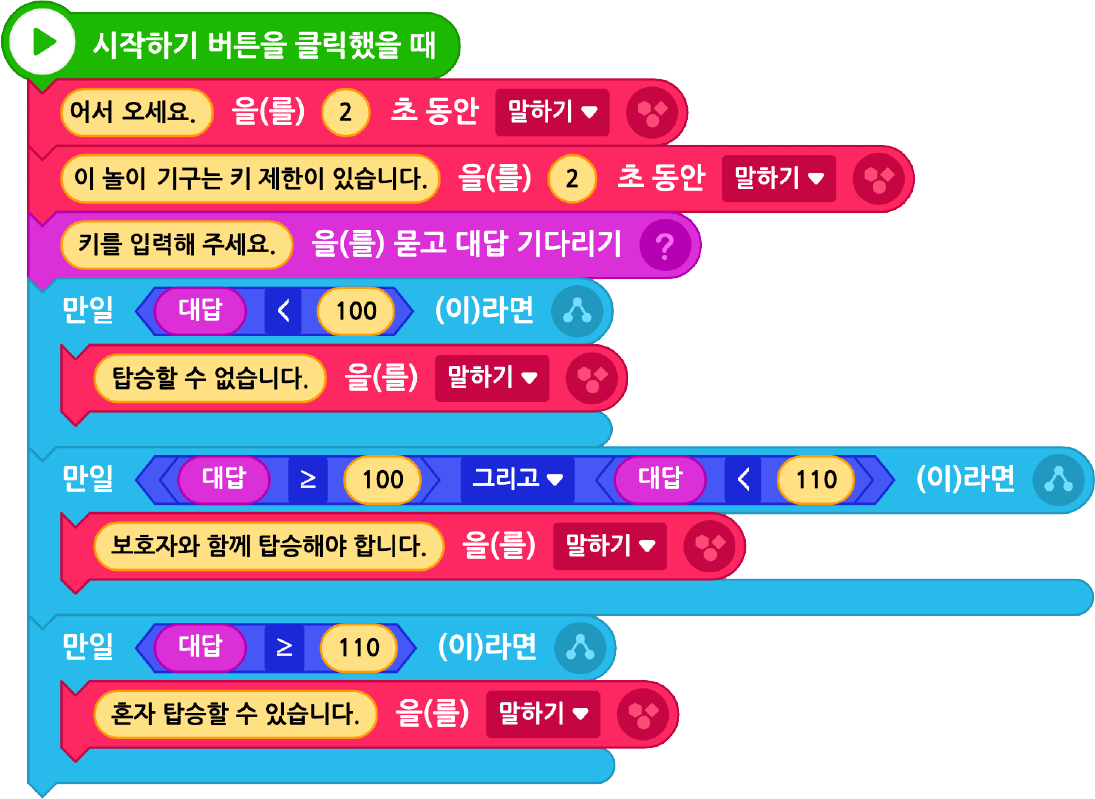 시작하기 버튼을 클릭했을 때
어서 오세요. 을(를) 2 초 동안 말하기
이 놀이 기구는 키 제한이 있습니다. 을(를) 2 초 동안 말하기
키를 입력해 주세요. 을(를) 묻고 대답 기다리기 ?
만일 대답 < 100 (이)라면
탑승할 수 없습니다. 을(를) 말하기
만일 대답 ≥ 100 그리고 대답 < 110 (이)라면
보호자와 함께 탑승해야 합니다. 을(를) 말하기
만일 대답 ≥ 110 (이)라면
혼자 탑승할 수 있습니다. 을(를) 말하기